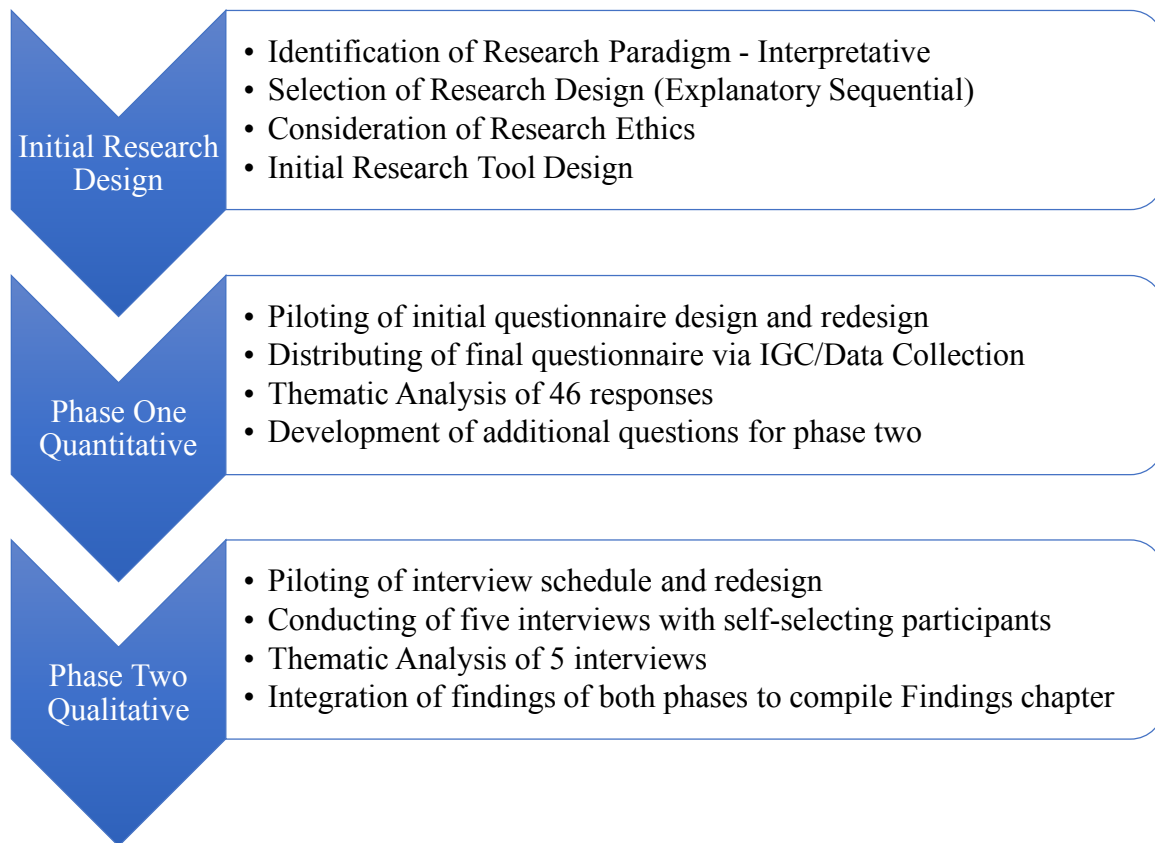 Initial Research
Design
• Identification of Research Paradigm - Interpretative
• Selection of Research Design (Explanatory Sequential)
• Consideration of Research Ethics
• Initial Research Tool Design
Phase One
Quantitative
• Piloting of initial questionnaire design and redesign
• Distributing of final questionnaire via IGC/Data Collection
• Thematic Analysis of 46 responses
• Development of additional questions for phase two
Phase Two
Qualitative
• Piloting of interview schedule and redesign
• Conducting of five interviews with self-selecting participants
• Thematic Analysis of 5 interviews
• Integration of findings of both phases to compile Findings chapter